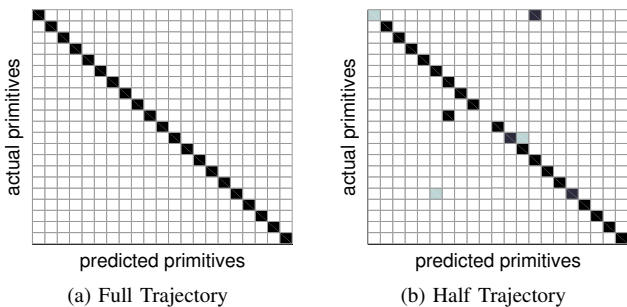 actual primitives
predicted primitives
(a) Full Trajectory
actual primitives
predicted primitives
(b) Half Trajectory